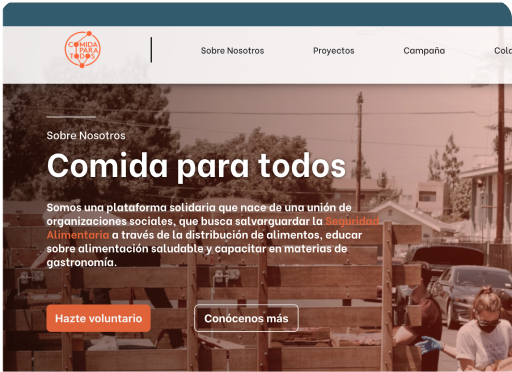 COMIDA
PARA
TODOS
Sobre Nosotros
Proyectos
Campaña
Sobre Nosotros
Comida para todos
Somos una plataforma solidaria que nace de una unión de
organizaciones sociales, que busca salvarguardar la Seguridad
Alimentaria a través de la distribución de alimentos, educar
sobre alimentación saludable y capacitar en materias de
gastronomía.
Hazte voluntario
Conócenos más